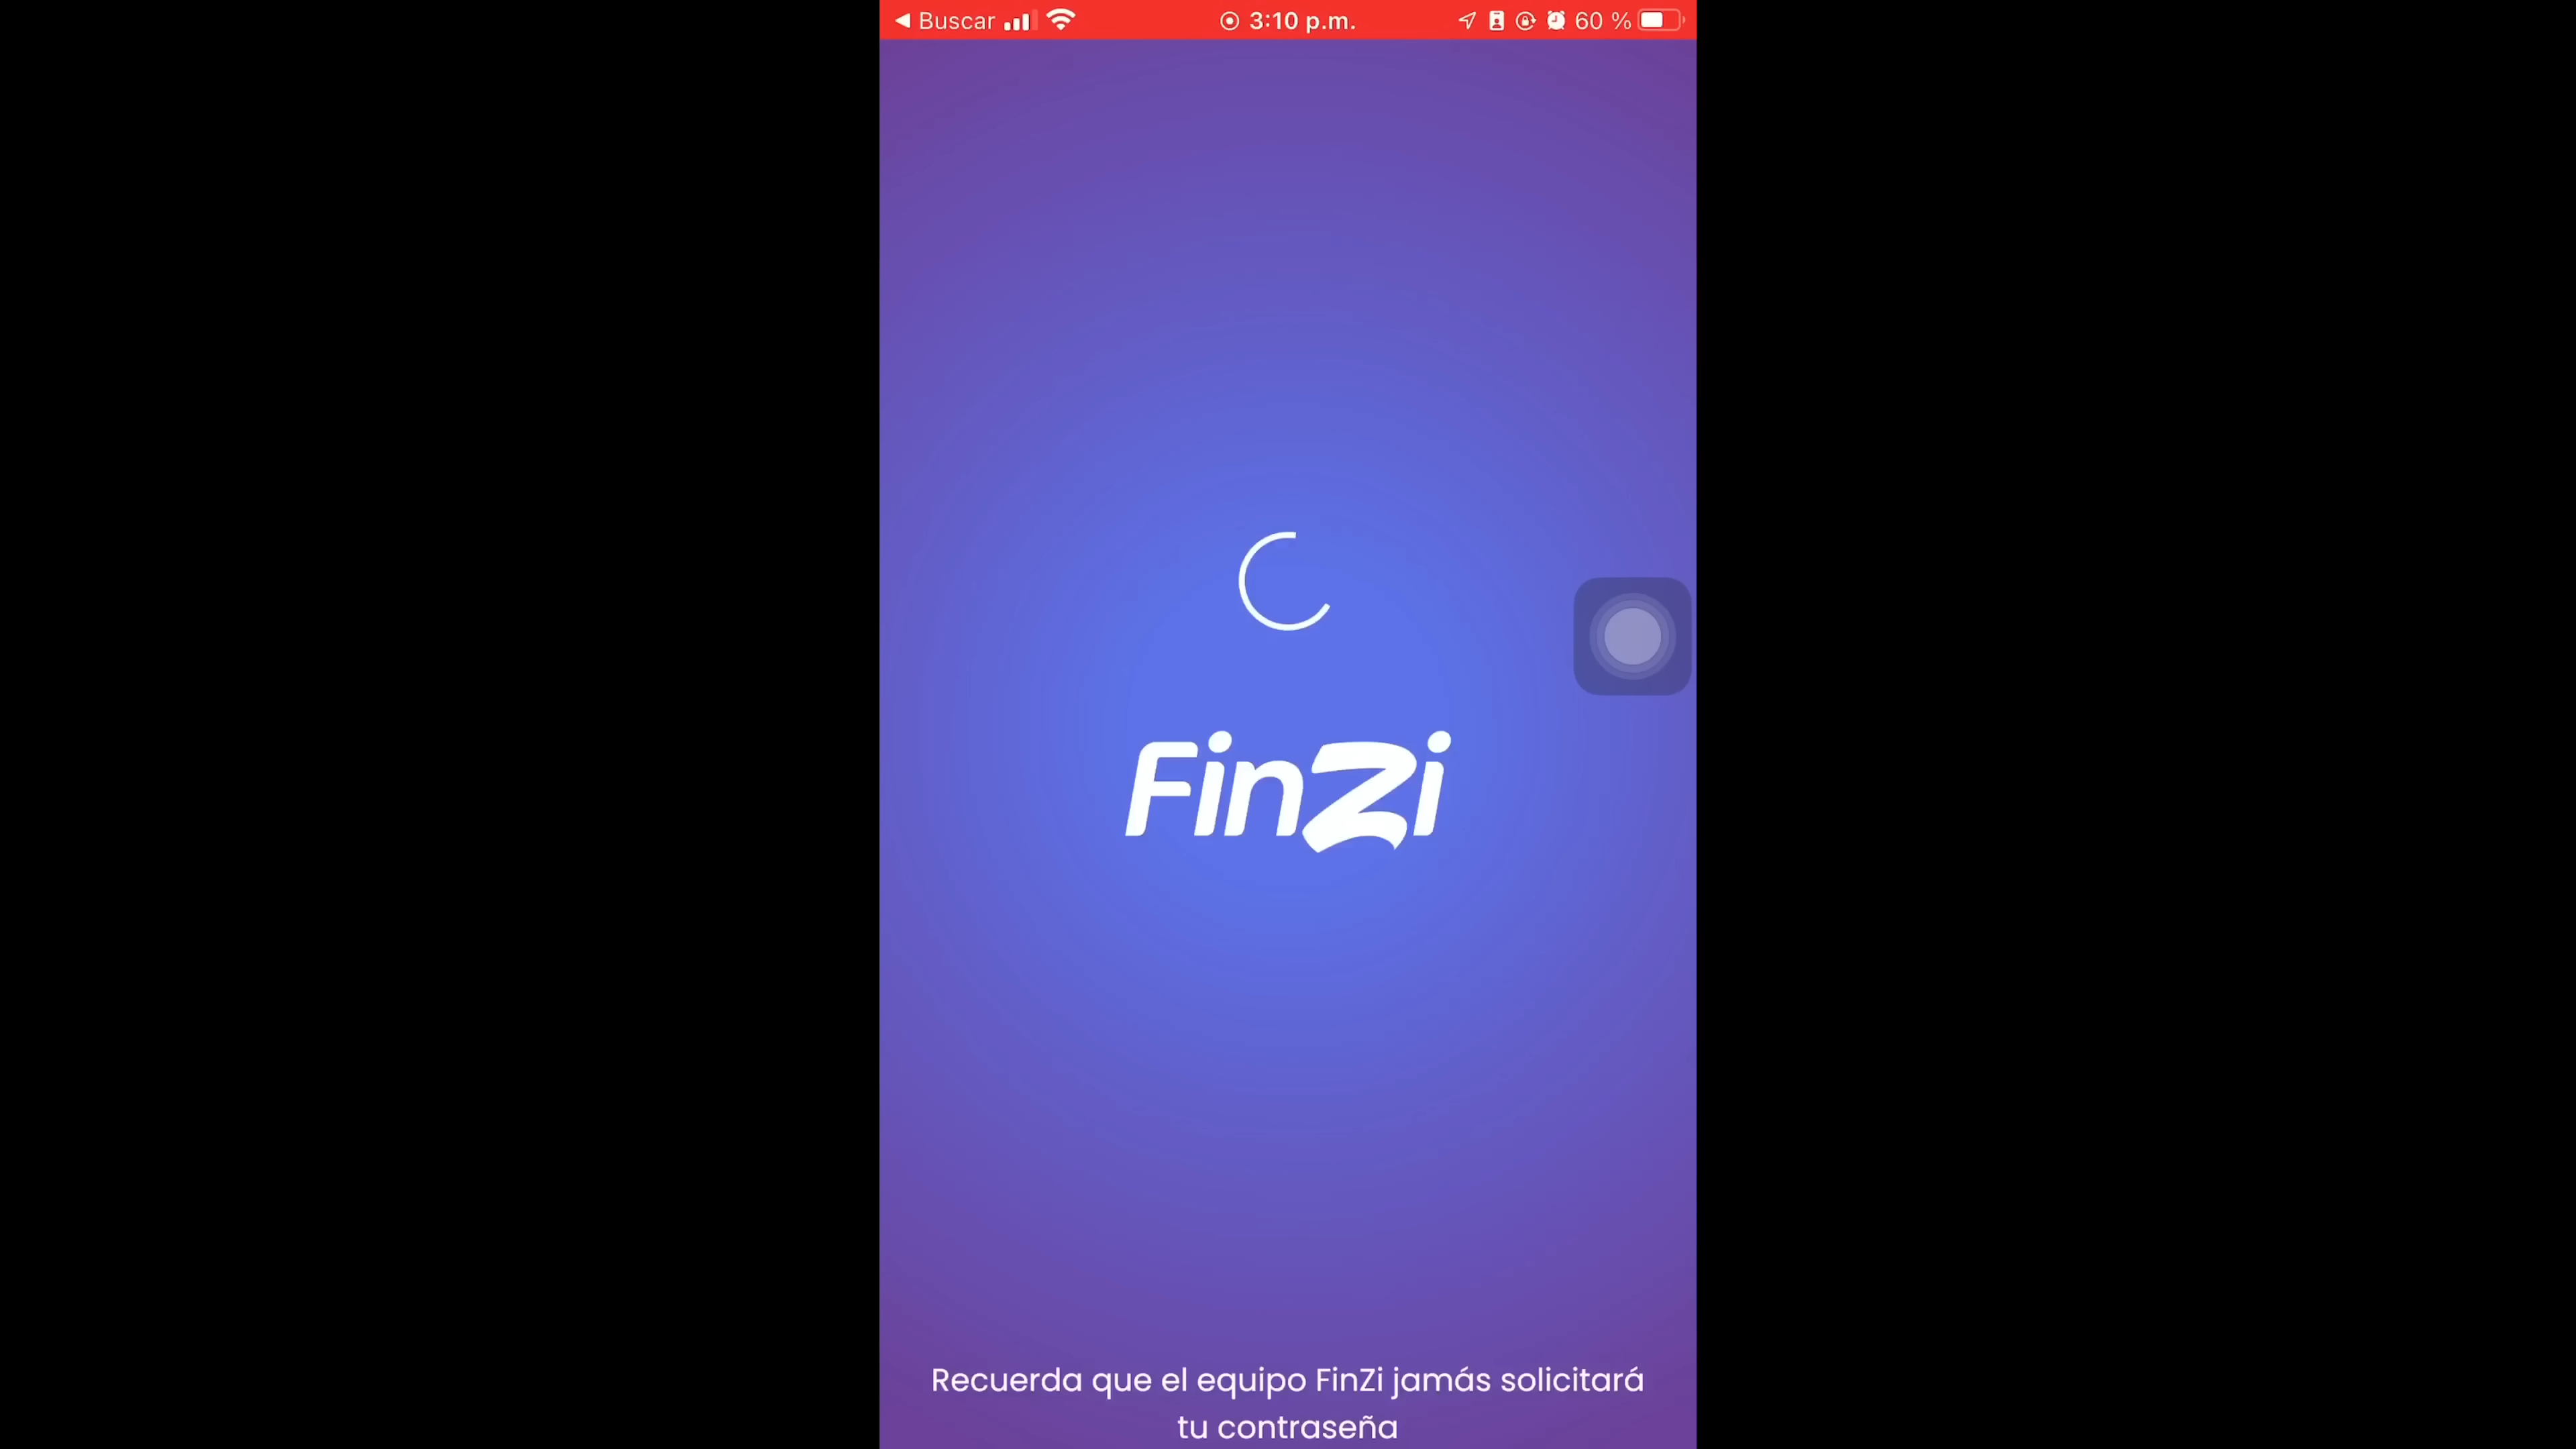 Buscar 3:10 p.m. 60 %
FinZi
Recuerda que el equipo FinZi jamás solicitará
tu contraseña